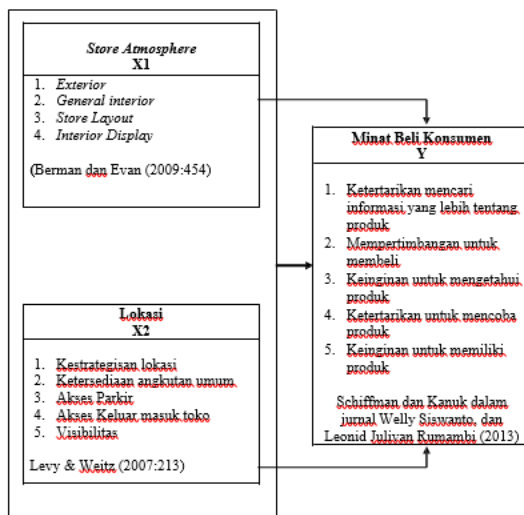 Store Atmosphere
X1
1. Exterior
2. General interior
3. Store Layout
4. Interior Display
(Berman dan Evan (2009:454)
Minat Beli Konsumen
Y
1. Ketertarikan mencari
informasi yang lebih tentang
produk
2. Mempertimbangan untuk
membeli
3. Keinginan untuk mengetahui
produk
4. Ketertarikan untuk mencoba
produk
5. Keinginan untuk memiliki
produk
Schiffman dan Kanuk dalam
jurnal Welly Siswanto, dan
Leonid Juliyan Rumambi (2013)
Lokasi
X2
1. Kestrategisan lokasi
2. Ketersediaan angkutan umum
3. Akses Parkir
4. Akses Keluar masuk toko
5. Visibilitas
Levy & Weitz (2007:213)